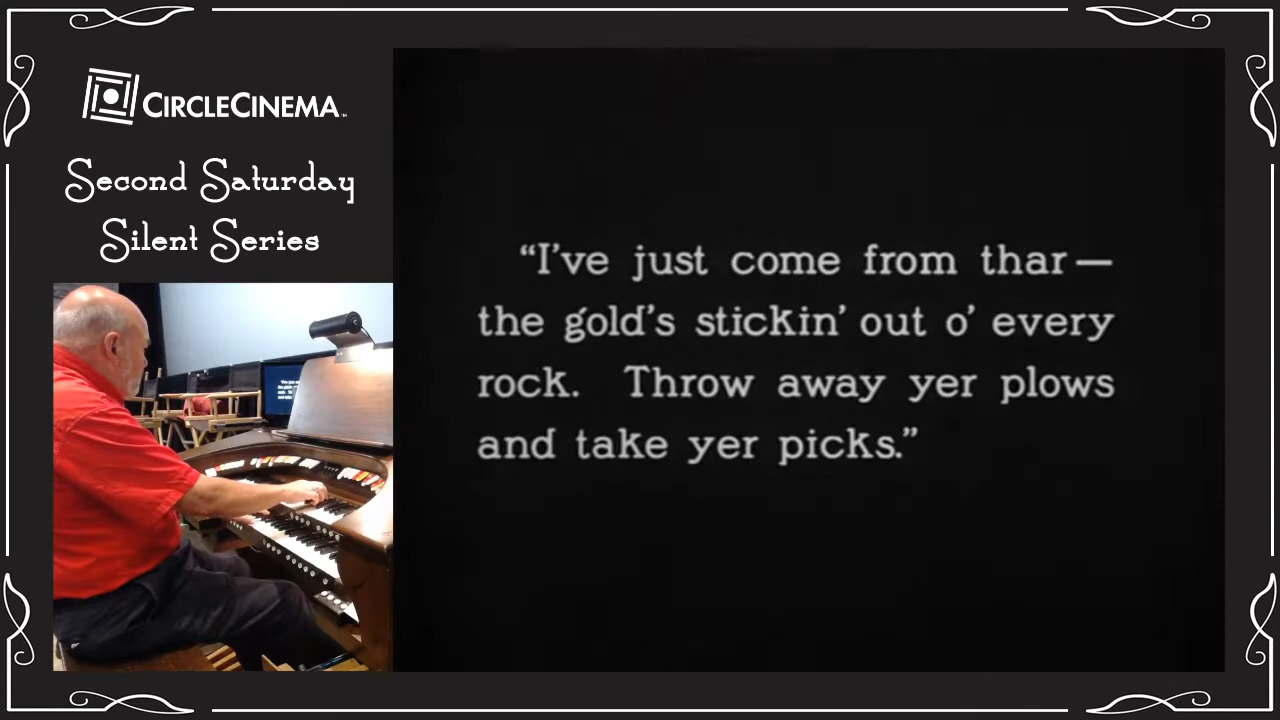 CIRCLECINEMA
Second Saturday
Silent Series
“I’ve just come from thar—
the gold’s stickin’ out o’ every
rock.  Throw away yer plows
and take yer picks.”